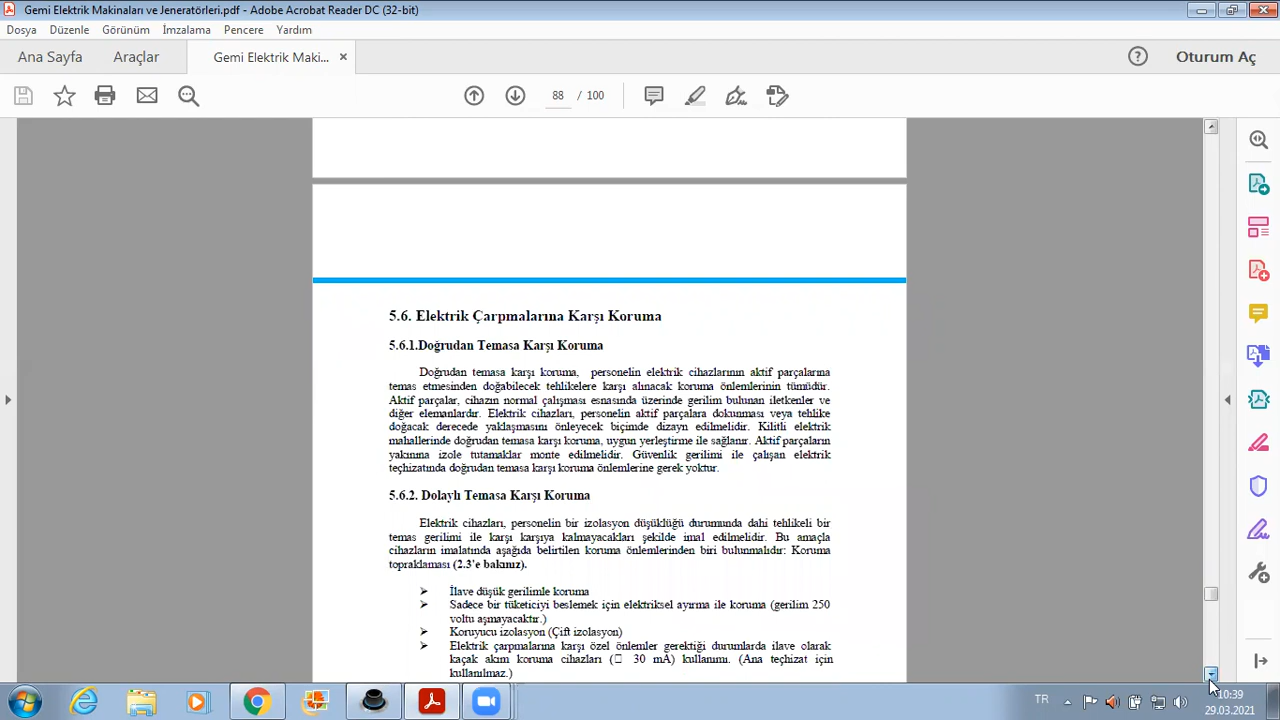 Gemi Elektrik Makinaları ve Jeneratörleri.pdf - Adobe Acrobat Reader DC (32-bit)
Dosya Düzenle Görünüm İmzalama Pencere Yardım
Ana Sayfa Araçlar Gemi Elektrik Maki... × Oturum Aç
88 / 100
5.6. Elektrik Çarpmalarına Karşı Koruma
5.6.1.Doğrudan Temasa Karşı Koruma
Doğrudan temasa karşı koruma, personelin elektrik cihazlarının aktif parçalarına
temas etmesinden doğabilecek tehlikelere karşı alınacak koruma önlemlerinin tümüdür.
Aktif parçalar, cihazın normal çalışması esnasında üzerinde gerilim bulunan iletkenler ve
diğer elemanlardır. Elektrik cihazları, personelin aktif parçalara dokunması veya tehlike
doğacak derecede yaklaşmasını önleyecek biçimde dizayn edilmelidir. Kilitli elektrik
mahallerinde doğrudan temasa karşı koruma, uygun yerleştirme ile sağlanır. Aktif parçaların
yakınına izole tutamaklar monte edilmelidir. Güvenlik gerilimi ile çalışan elektrik
teçhizatında doğrudan temasa karşı koruma önlemlerine gerek yoktur.
5.6.2. Dolaylı Temasa Karşı Koruma
Elektrik cihazları, personelin bir izolasyon düşüklüğü durumunda dahi tehlikeli bir
temas gerilimi ile karşı karşıya kalmayacakları şekilde imal edilmelidir. Bu amaçla
cihazların imalatında aşağıda belirtilen koruma önlemlerinden biri bulunmalıdır: Koruma
topraklaması (2.3'e bakınız).
➢ İlave düşük gerilimle koruma
➢ Sadece bir tüketiciyi beslemek için elektriksel ayırma ile koruma (gerilim 250
voltu aşmayacaktır.)
➢ Koruyucu izolasyon (Çift izolasyon)
➢ Elektrik çarpmalarına karşı özel önlemler gerektiği durumlarda ilave olarak
kaçak akım koruma cihazları (□ 30 mA) kullanımı. (Ana teçhizat için
kullanılmaz.)
TR
10:39
29.03.2021